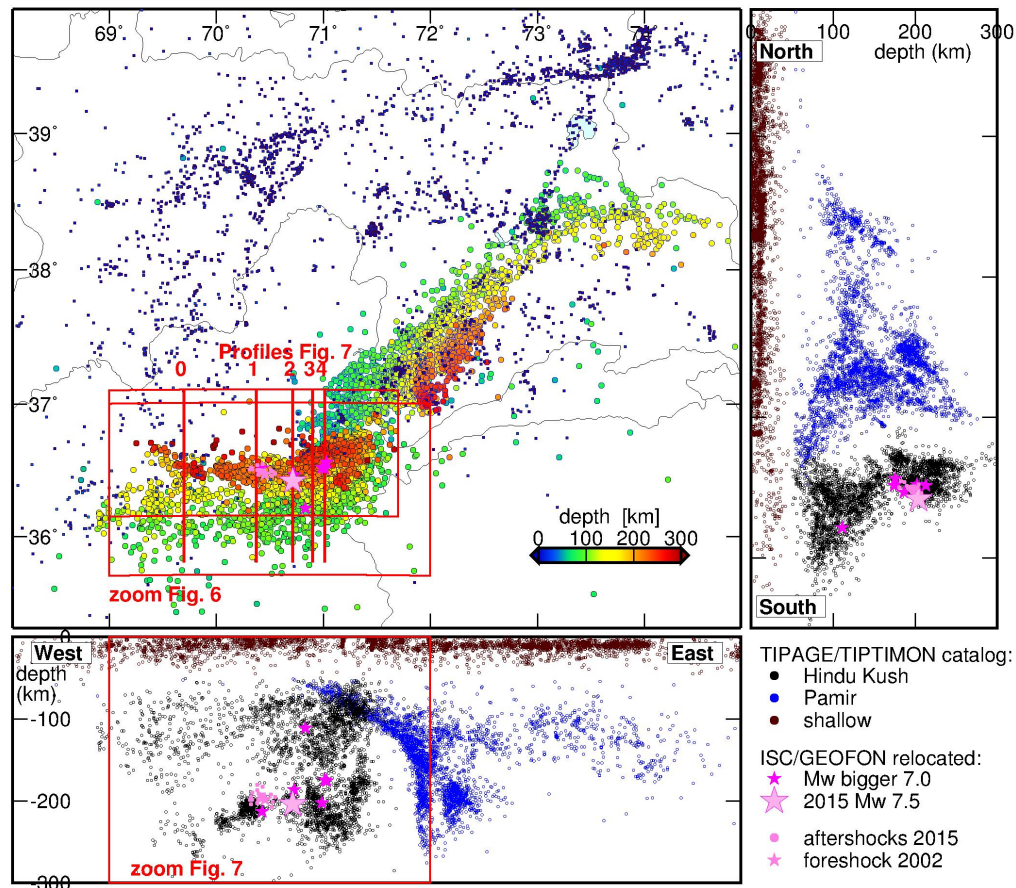 69 70 71 72 73 74
39°
38°
37°
36°
Profiles Fig. 7
0 1 2 3 4
depth [km]
0 100 200 300
zoom Fig. 6
0 100 200 300
North depth (km)
South
0
West East
depth
(km)
-100
-200
-300
zoom Fig. 7
TIPAGE/TIPTIMON catalog:
Hindu Kush
Pamir
shallow
ISC/GEOFON relocated:
Mw bigger 7.0
2015 Mw 7.5
aftershocks 2015
foreshock 2002